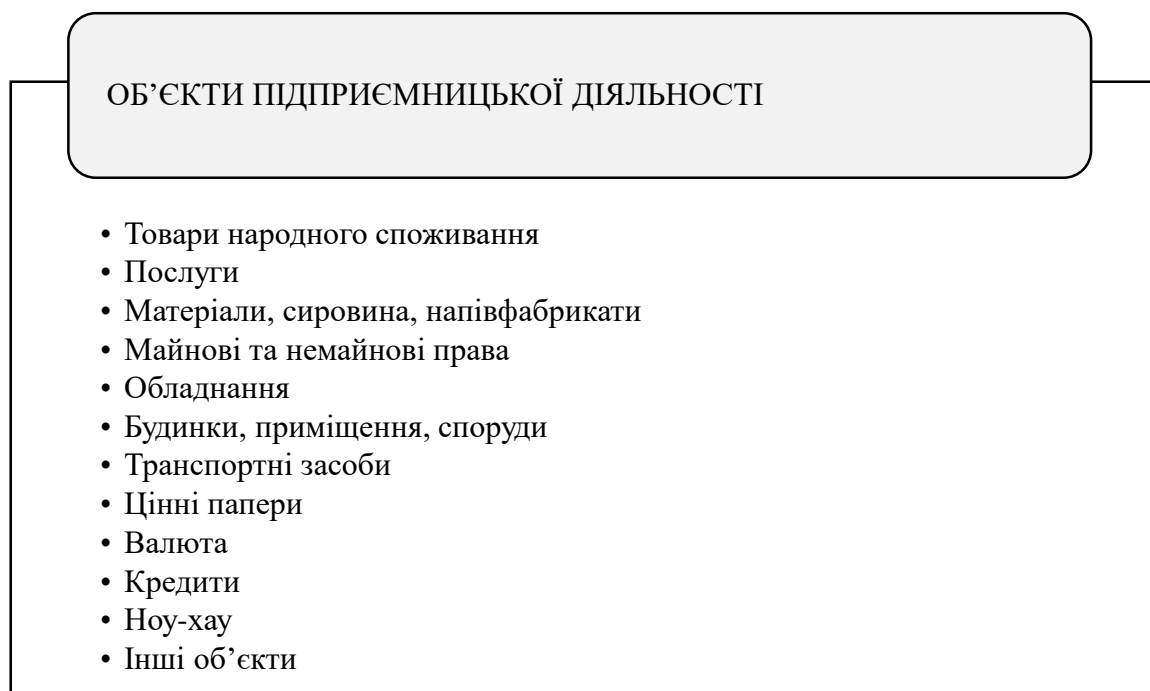 ОБ’ЄКТИ ПІДПРИЄМНИЦЬКОЇ ДІЯЛЬНОСТІ
• Товари народного споживання
• Послуги
• Матеріали, сировина, напівфабрикати
• Майнові та немайнові права
• Обладнання
• Будинки, приміщення, споруди
• Транспортні засоби
• Цінні папери
• Валюта
• Кредити
• Ноу-хау
• Інші об’єкти